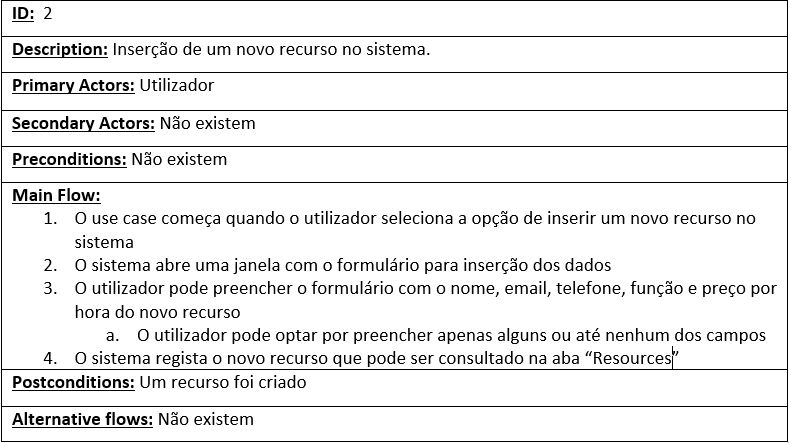 ID: 2
Description: Inserção de um novo recurso no sistema.
Primary Actors: Utilizador
Secondary Actors: Não existem
Preconditions: Não existem
Main Flow:
1. O use case começa quando o utilizador seleciona a opção de inserir um novo recurso no
sistema
2. O sistema abre uma janela com o formulário para inserção dos dados
3. O utilizador pode preencher o formulário com o nome, email, telefone, função e preço por
hora do novo recurso
a. O utilizador pode optar por preencher apenas alguns ou até nenhum dos campos
4. O sistema regista o novo recurso que pode ser consultado na aba “Resources”
Postconditions: Um recurso foi criado
Alternative flows: Não existem